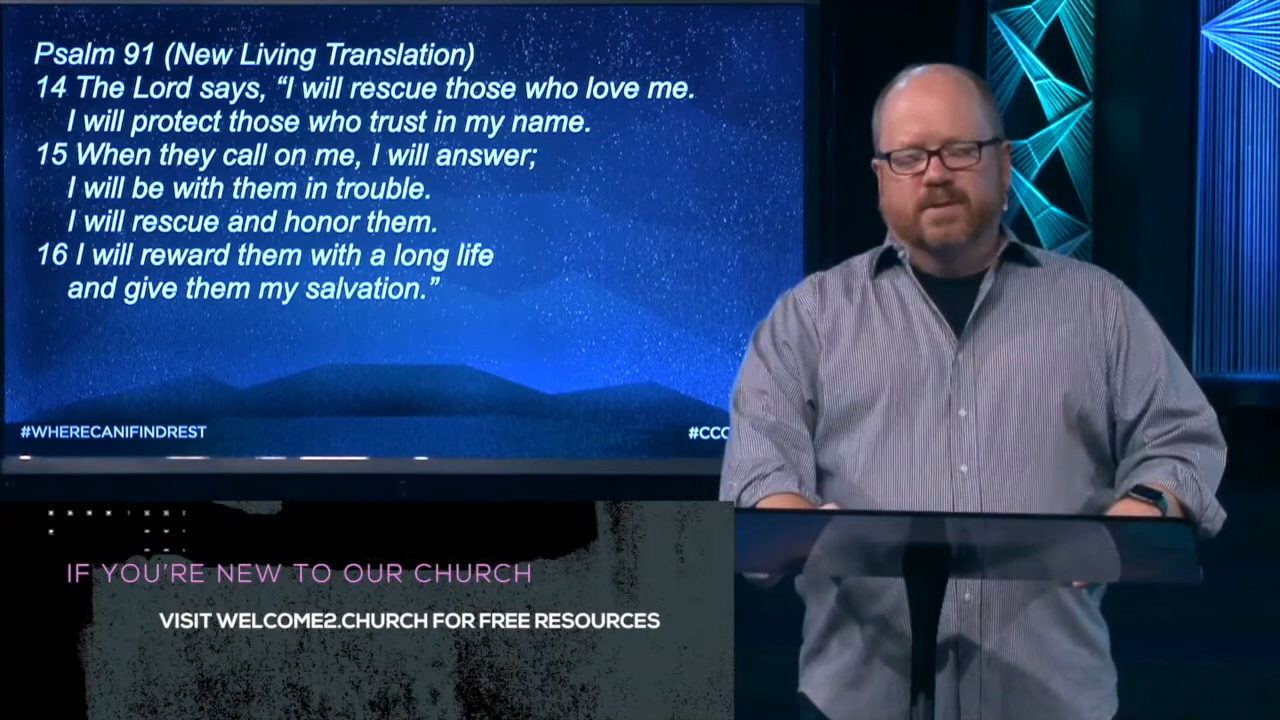 Psalm 91 (New Living Translation)
14 The Lord says, “I will rescue those who love me.
I will protect those who trust in my name.
15 When they call on me, I will answer;
I will be with them in trouble.
I will rescue and honor them.
16 I will reward them with a long life
and give them my salvation.”
#WHERECANIFINDREST
IF YOU'RE NEW TO OUR CHURCH
VISIT WELCOME2.CHURCH FOR FREE RESOURCES